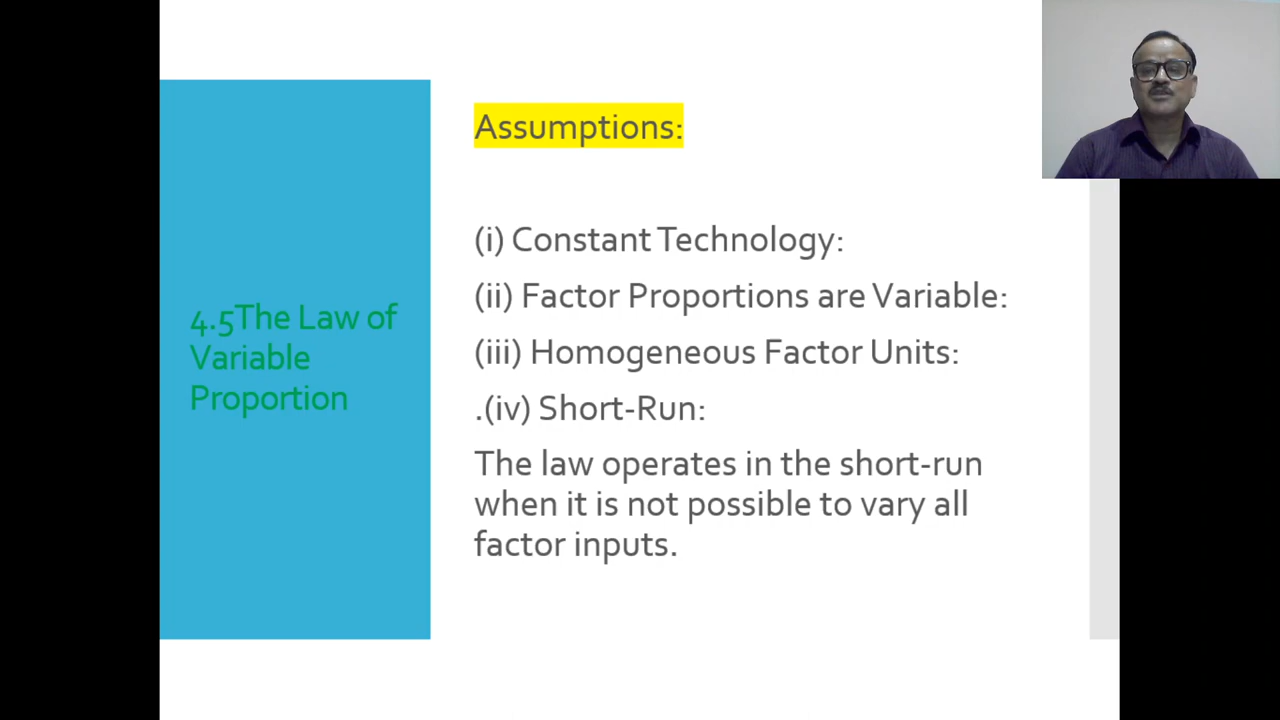 4.5The Law of
Variable
Proportion
Assumptions:
(i) Constant Technology:
(ii) Factor Proportions are Variable:
(iii) Homogeneous Factor Units:
.(iv) Short-Run:
The law operates in the short-run
when it is not possible to vary all
factor inputs.